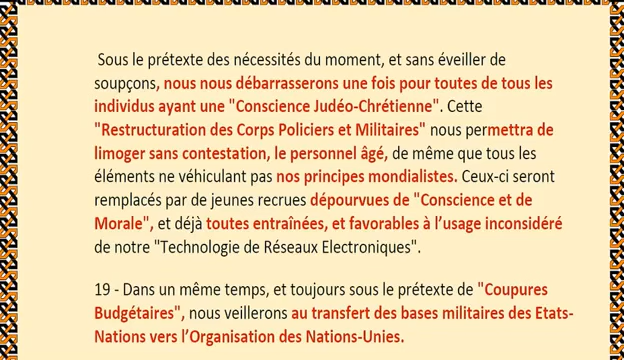 Sous le prétexte des nécessités du moment, et sans éveiller de
soupçons, nous nous débarrasserons une fois pour toutes de tous les
individus ayant une "Conscience Judéo-Chrétienne". Cette
"Restructuration des Corps Policiers et Militaires" nous permettra de
limoger sans contestation, le personnel âgé, de même que tous les
éléments ne véhiculant pas nos principes mondialistes. Ceux-ci seront
remplacés par de jeunes recrues dépourvues de "Conscience et de
Morale", et déjà toutes entraînées, et favorables à l'usage inconsidéré
de notre "Technologie de Réseaux Electroniques".
19 - Dans un même temps, et toujours sous le prétexte de "Coupures
Budgétaires", nous veillerons au transfert des bases militaires des Etats-
Nations vers l'Organisation des Nations-Unies.